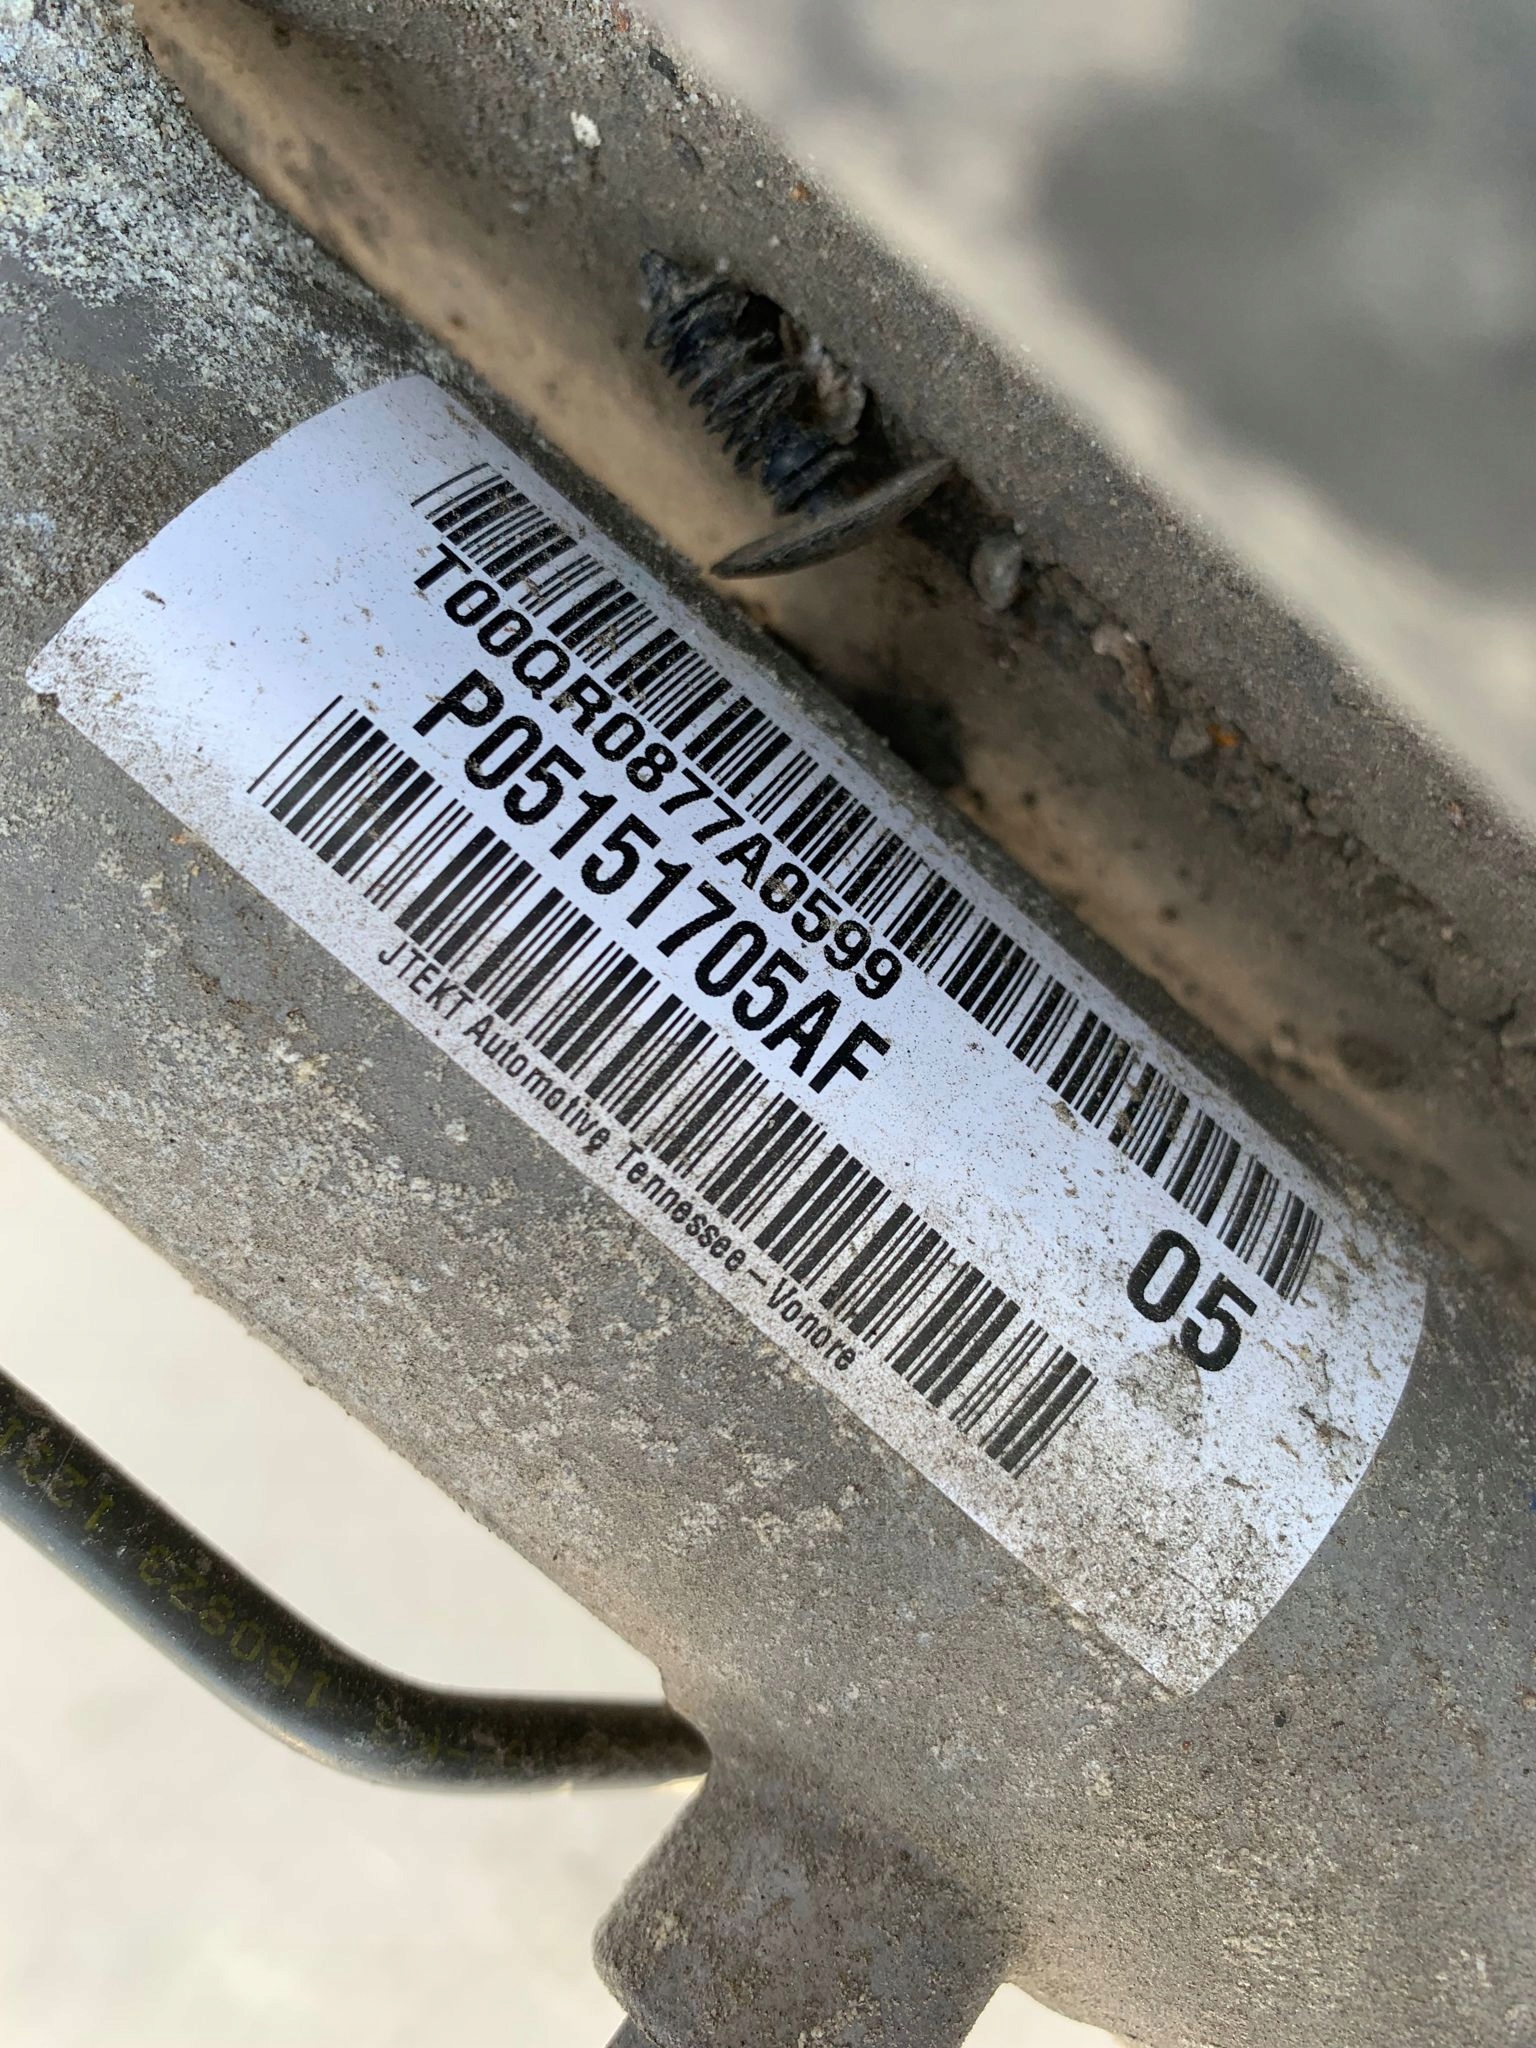 T00QR0877A0599
P05151705AF
05
JTEKT Automotive Tennessee - Vonore